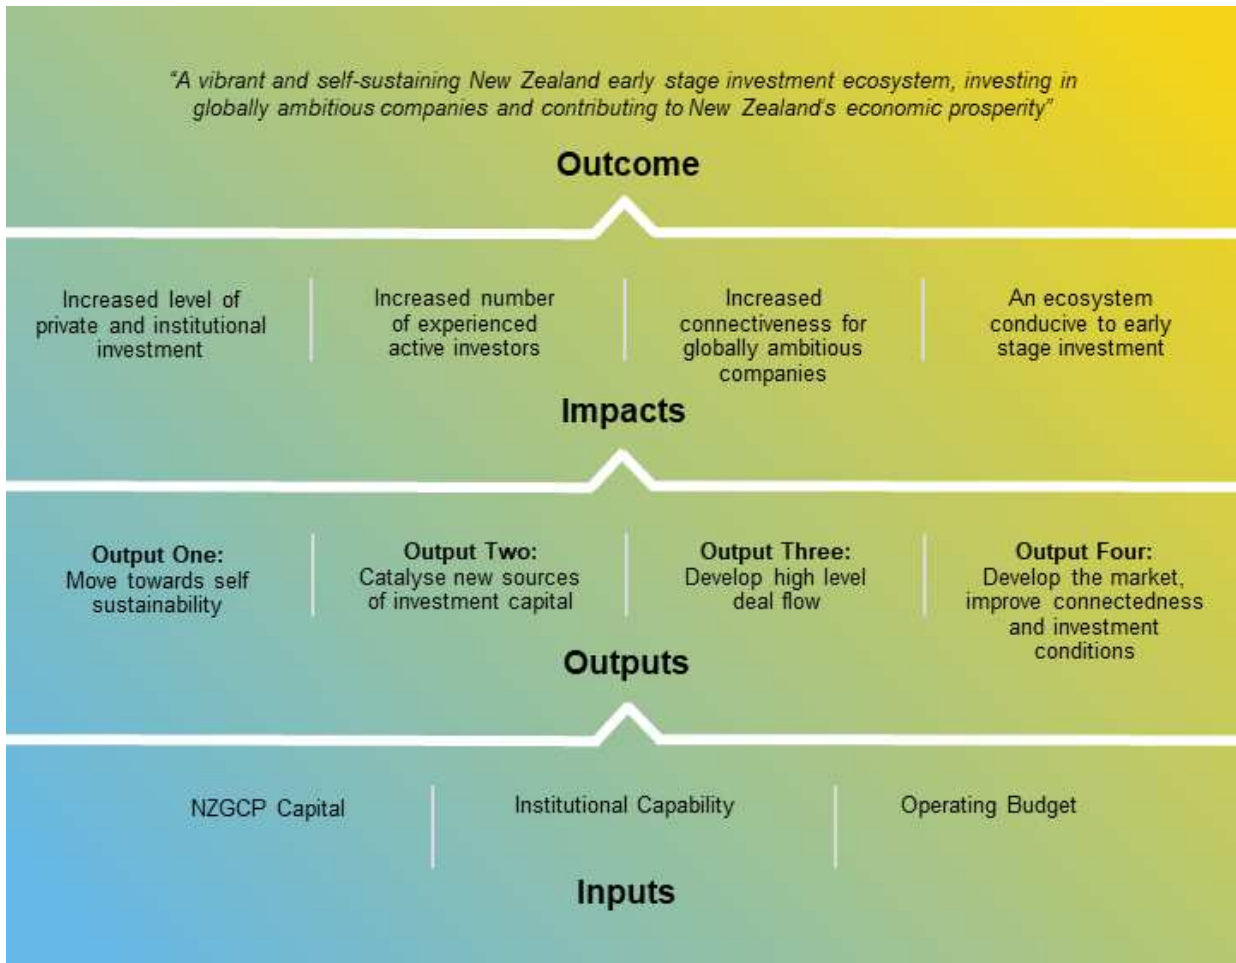 “A vibrant and self-sustaining New Zealand early stage investment ecosystem, investing in
globally ambitious companies and contributing to New Zealand's economic prosperity”
Outcome
Increased level of
private and institutional
investment
Increased number
of experienced
active investors
Increased
connectiveness for
globally ambitious
companies
An ecosystem
conducive to early
stage investment
Impacts
Output One:
Move towards self
sustainability
Output Two:
Catalyse new sources
of investment capital
Output Three:
Develop high level
deal flow
Output Four:
Develop the market,
improve connectedness
and investment
conditions
Outputs
NZGCP Capital
Institutional Capability
Operating Budget
Inputs